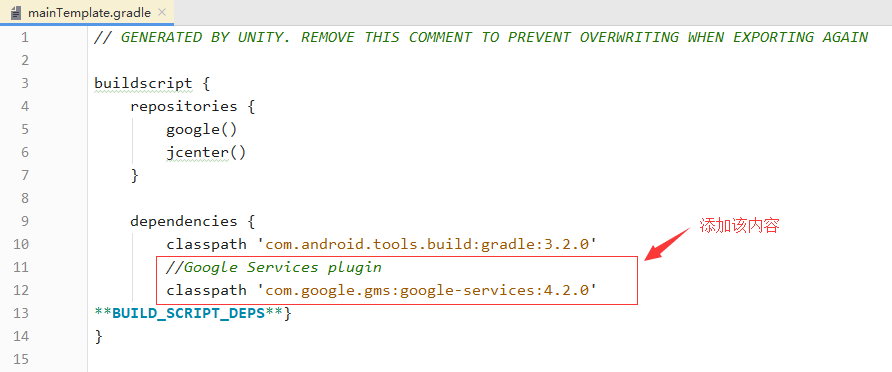 mainTemplate.gradle
1 // GENERATED BY UNITY. REMOVE THIS COMMENT TO PREVENT OVERWRITING WHEN EXPORTING AGAIN
2
3 buildscript {
4     repositories {
5         google()
6         jcenter()
7     }
8
9     dependencies {
添加该内容
10         classpath 'com.android.tools.build:gradle:3.2.0'
11         //Google Services plugin
12         classpath 'com.google.gms:google-services:4.2.0'
13 **BUILD_SCRIPT_DEPS**}
14 }
15